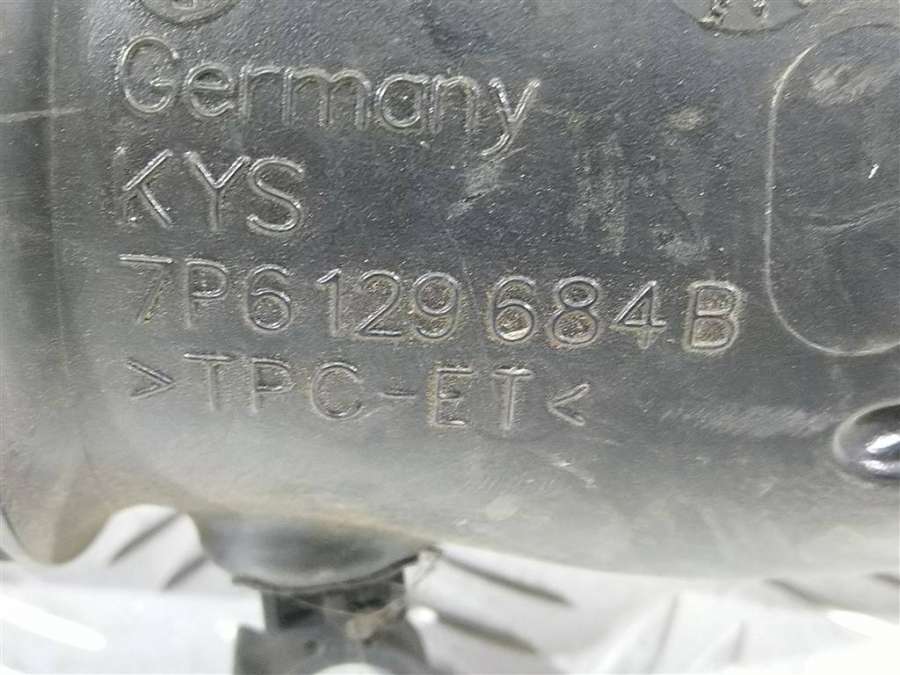 Germany
KYS
7P6 129 684 B
>TPC-ET<